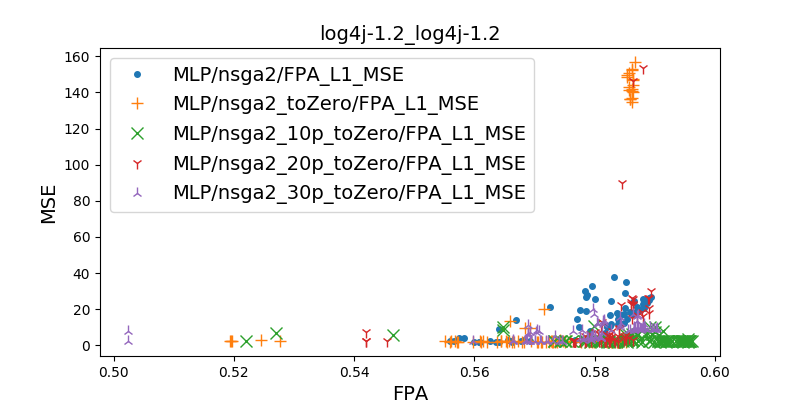 log4j-1.2_log4j-1.2
MSE
160
140
120
100
80
60
40
20
0
MLP/nsga2/FPA_L1_MSE
MLP/nsga2_toZero/FPA_L1_MSE
MLP/nsga2_10p_toZero/FPA_L1_MSE
MLP/nsga2_20p_toZero/FPA_L1_MSE
MLP/nsga2_30p_toZero/FPA_L1_MSE
0.50 0.52 0.54 0.56 0.58 0.60
FPA